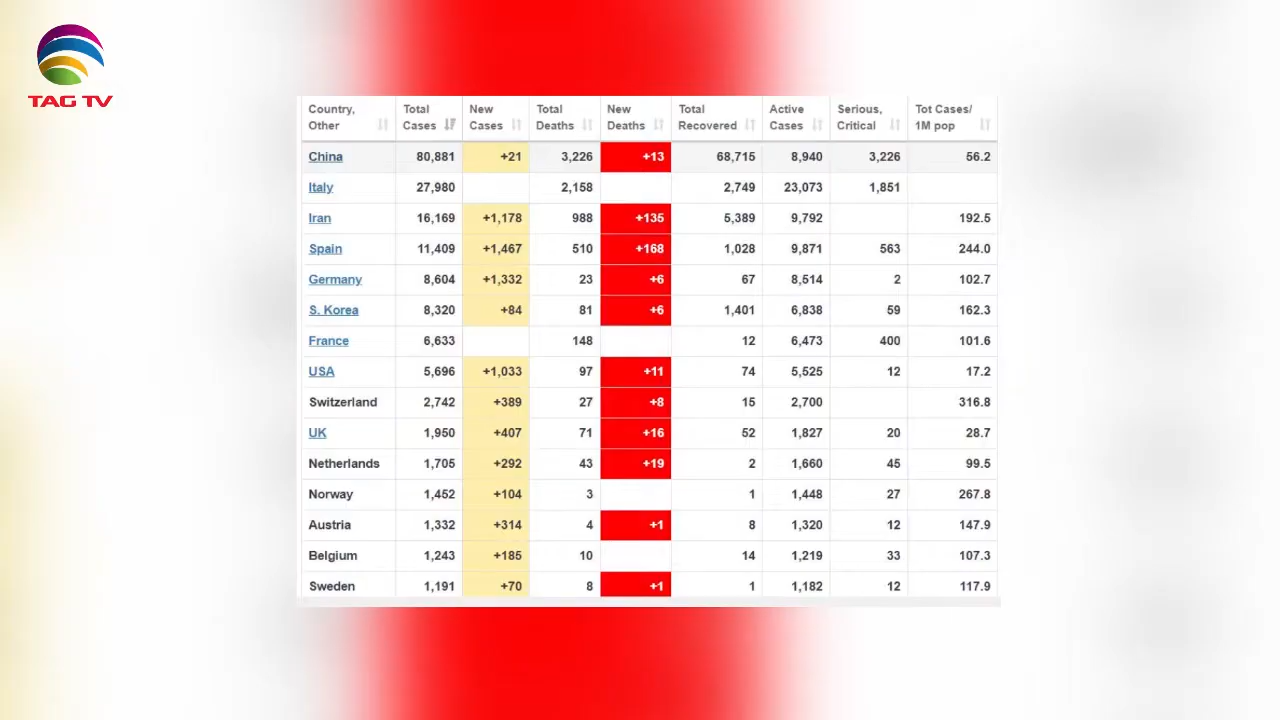 TAG TV
Country, Other Total Cases New Cases Total Deaths New Deaths Total Recovered Active Cases Serious, Critical Tot Cases/ 1M pop
China 80,881 +21 3,226 +13 68,715 8,940 3,226 56.2
Italy 27,980 2,158 2,749 23,073 1,851
Iran 16,169 +1,178 988 +135 5,389 9,792 192.5
Spain 11,409 +1,467 510 +168 1,028 9,871 563 244.0
Germany 8,604 +1,332 23 +6 67 8,514 2 102.7
S. Korea 8,320 +84 81 +6 1,401 6,838 59 162.3
France 6,633 148 12 6,473 400 101.6
USA 5,696 +1,033 97 +11 74 5,525 12 17.2
Switzerland 2,742 +389 27 +8 15 2,700 316.8
UK 1,950 +407 71 +16 52 1,827 20 28.7
Netherlands 1,705 +292 43 +19 2 1,660 45 99.5
Norway 1,452 +104 3 1 1,448 27 267.8
Austria 1,332 +314 4 +1 8 1,320 12 147.9
Belgium 1,243 +185 10 14 1,219 33 107.3
Sweden 1,191 +70 8 +1 1 1,182 12 117.9